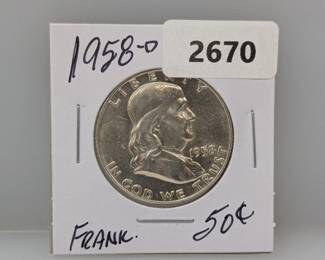 1958-D
2670
LIBERTY
1958
IN GOD WE TRUST
FRANK.
50¢